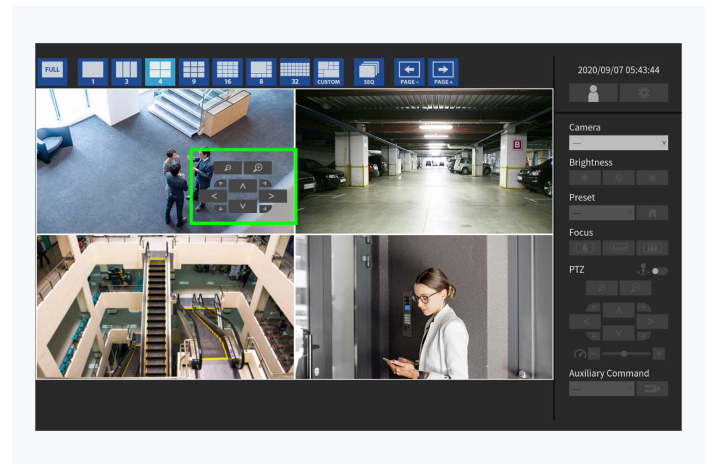 2020/09/07 05:43:44
FULL
1
3
4
9
16
8
32
CUSTOM
SEQ
PAGE -
PAGE +
B
Camera
----
Brightness
Preset
----
Focus
PTZ
Auxiliary Command
----